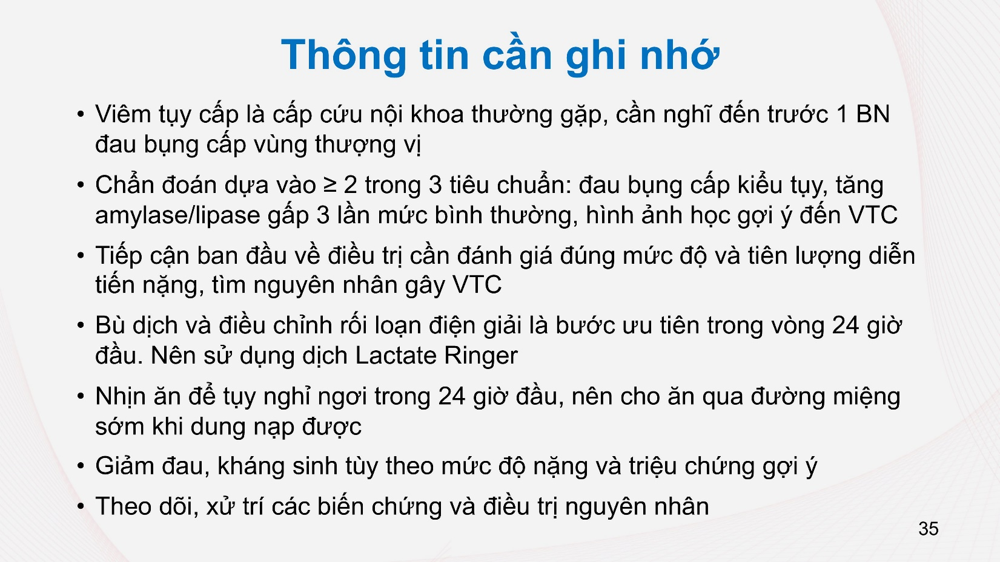 Thông tin cần ghi nhớ
• Viêm tụy cấp là cấp cứu nội khoa thường gặp, cần nghĩ đến trước 1 BN
đau bụng cấp vùng thượng vị
• Chẩn đoán dựa vào ≥ 2 trong 3 tiêu chuẩn: đau bụng cấp kiểu tụy, tăng
amylase/lipase gấp 3 lần mức bình thường, hình ảnh học gợi ý đến VTC
• Tiếp cận ban đầu về điều trị cần đánh giá đúng mức độ và tiên lượng diễn
tiến nặng, tìm nguyên nhân gây VTC
• Bù dịch và điều chỉnh rối loạn điện giải là bước ưu tiên trong vòng 24 giờ
đầu. Nên sử dụng dịch Lactate Ringer
• Nhịn ăn để tụy nghỉ ngơi trong 24 giờ đầu, nên cho ăn qua đường miệng
sớm khi dung nạp được
• Giảm đau, kháng sinh tùy theo mức độ nặng và triệu chứng gợi ý
• Theo dõi, xử trí các biến chứng và điều trị nguyên nhân
35